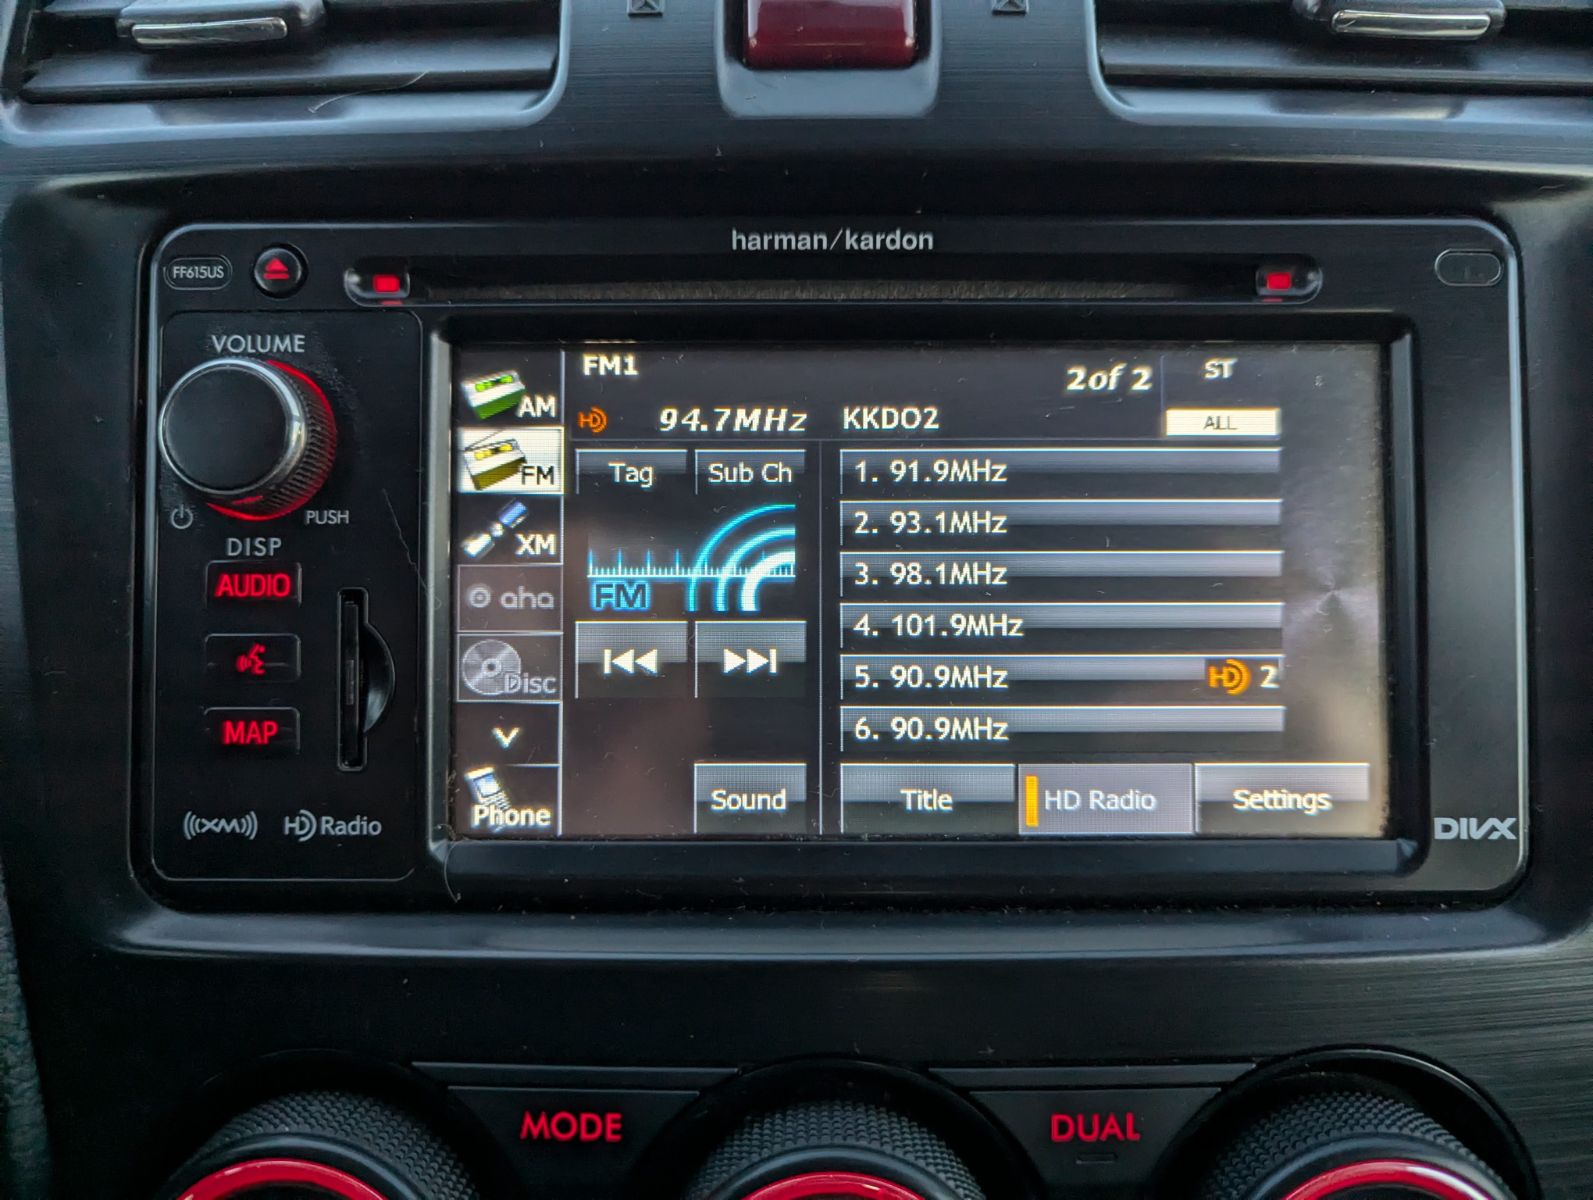 harman/kardon
FF615US
VOLUME
PUSH
DISP
AUDIO
MAP
((XM)) HD Radio
AM
FM
XM
aha
Disc
Phone
FM1
2of 2
ST
HD 94.7MHz
KKDO2
ALL
Tag
Sub Ch
FM
Sound
1. 91.9MHz
2. 93.1MHz
3. 98.1MHz
4. 101.9MHz
5. 90.9MHz HD 2
6. 90.9MHz
Title
HD Radio
Settings
DIVX
MODE
DUAL